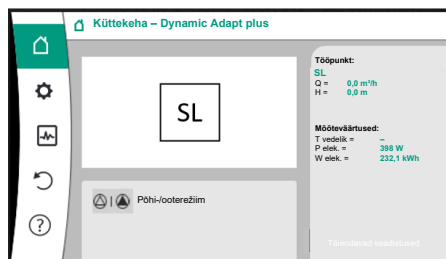 Küttekeha – Dynamic Adapt plus
SL
Põhi-/ooterežiim
Tööpunkt:
SL
Q = 0,0 m³/h
H = 0,0 m
Mõõteväärtused:
T vedelik = –
P elek. = 398 W
W elek. = 232,1 kWh
Täiendavad seadistused